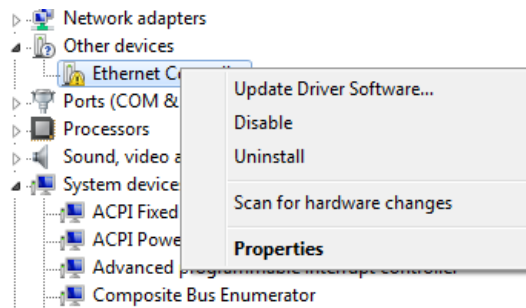 Network adapters
Other devices
Ethernet
Update Driver Software...
Ports (COM &
Disable
Processors
Uninstall
Sound, video
System device
Scan for hardware changes
ACPI Fixed
ACPI Powe
Properties
Advanced programmable interrupt controller
Composite Bus Enumerator